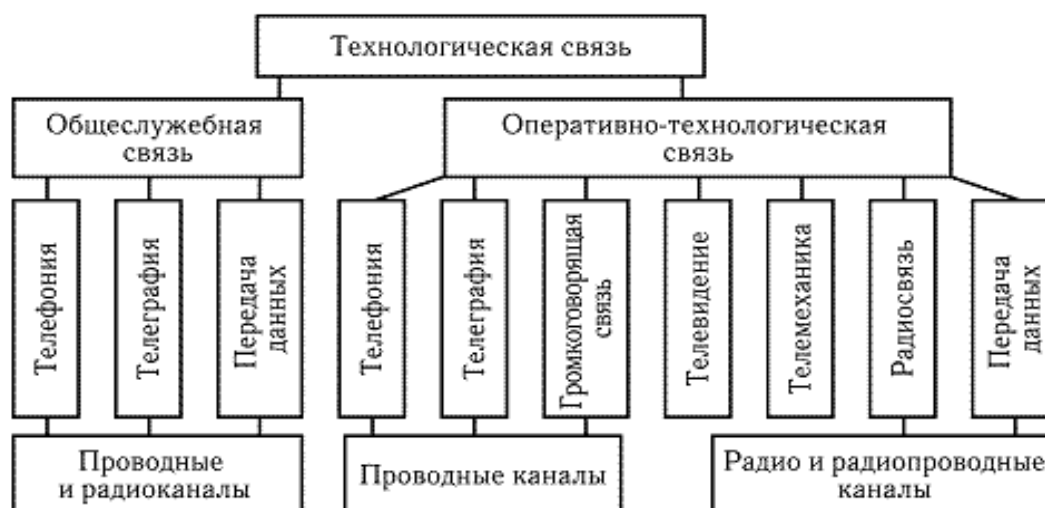 Технологическая связь
Общеслужебная
связь
Оперативно-технологическая
связь
Телефония
Телеграфия
Передача
данных
Телефония
Телеграфия
Громкоговорящая
связь
Телевидение
Телемеханика
Радиосвязь
Передача
данных
Проводные
и радиоканалы
Проводные каналы
Радио и радиопроводные
каналы